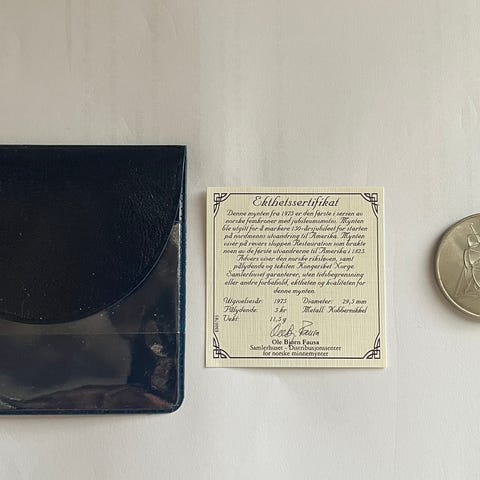 Ekthetssertifikat
Denne mynten fra 1975 er den første i serien av
norske femkroner med jubileumsmotiv. Mynten
ble utgitt for å markere 150-årsjubileet for starten
på nordmenns utvandring til Amerika. Mynten
viser på revers sluppen Restauration som brakte
noen av de første utvandrerne til Amerika i 1825.
Advers viser den norske riksløven, samt
pålydende og teksten Kongeriket Norge.
Samlerhuset garanterer, uten tidsbegrensning
eller andre forbehold, ektheten og kvaliteten for
denne mynten.
Utgivelsesår: 1975 Diameter: 29,5 mm
Pålydende: 5 kr Metall: Kobbernikkel
Vekt: 11,5 g
Ole Bjørn Fausa
Samlerhuset - Distribusjonssenter
for norske minnemynter